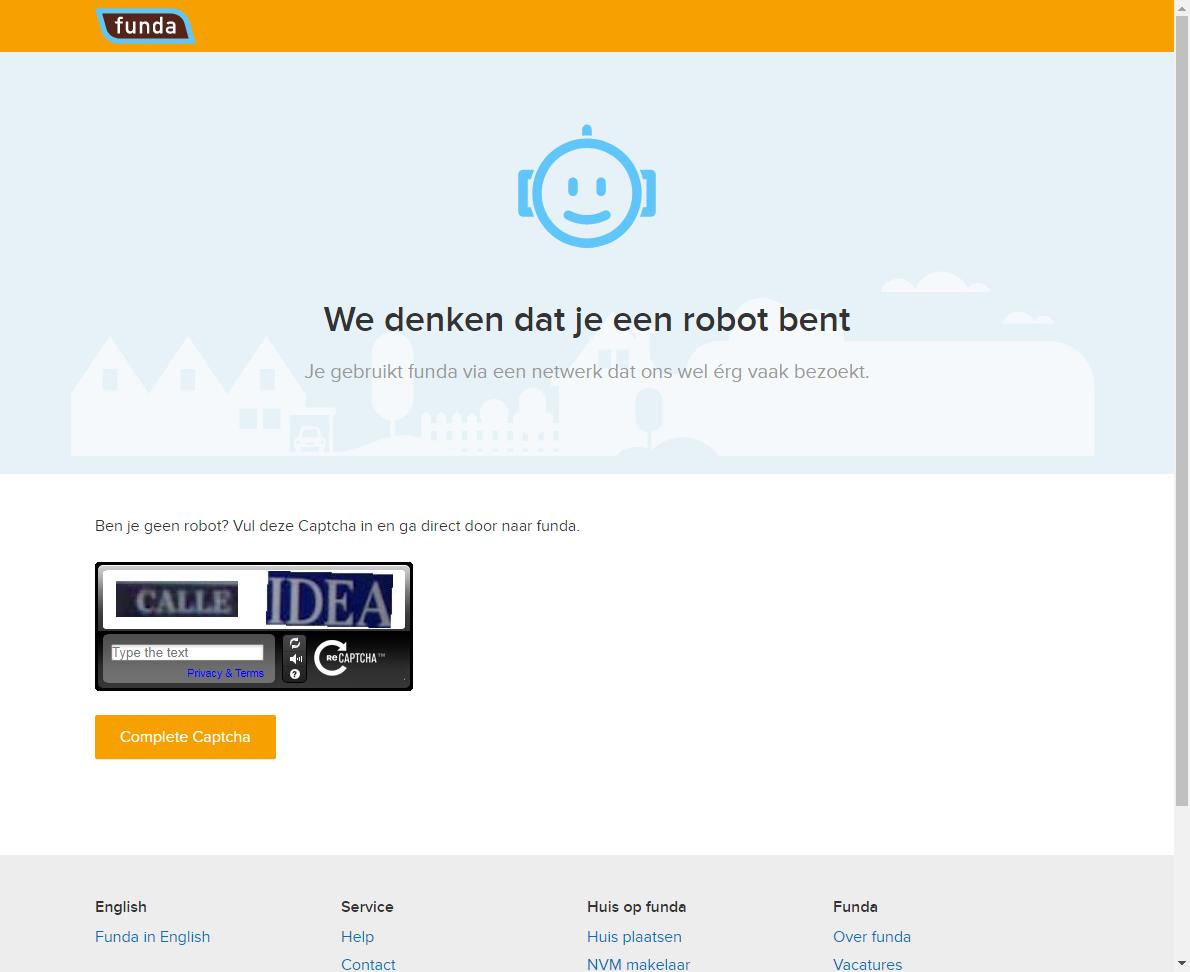 funda
We denken dat je een robot bent
Je gebruikt funda via een netwerk dat ons wel érg vaak bezoekt.
Ben je geen robot? Vul deze Captcha in en ga direct door naar funda.
CALLE IDEA
Type the text
Privacy & Terms
ReCAPTCHA™
Complete Captcha
English Service Huis op funda Funda
Funda in English Help Huis plaatsen Over funda
Contact NVM makelaar Vacatures